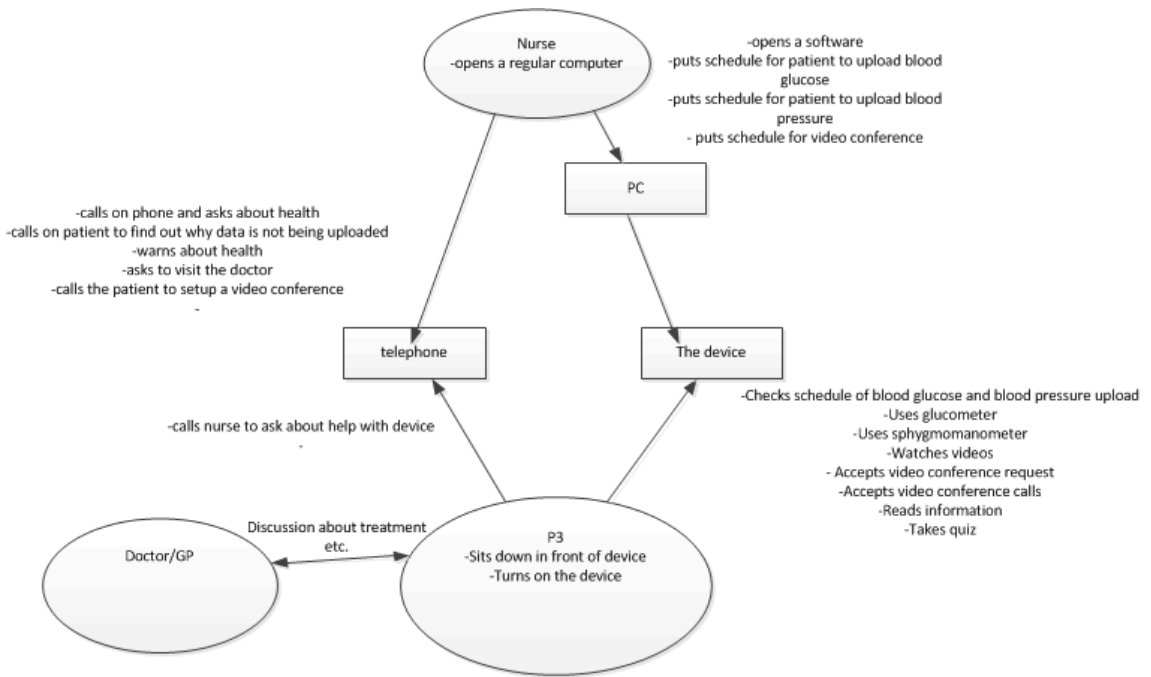 Nurse
-opens a regular computer
-opens a software
-puts schedule for patient to upload blood
glucose
-puts schedule for patient to upload blood
pressure
- puts schedule for video conference
PC
-calls on phone and asks about health
-calls on patient to find out why data is not being uploaded
-warns about health
-asks to visit the doctor
-calls the patient to setup a video conference
-
telephone
The device
-Checks schedule of blood glucose and blood pressure upload
-Uses glucometer
-Uses sphygmomanometer
-Watches videos
- Accepts video conference request
-Accepts video conference calls
-Reads information
-Takes quiz
-calls nurse to ask about help with device
-
Discussion about treatment
etc.
Doctor/GP
P3
-Sits down in front of device
-Turns on the device